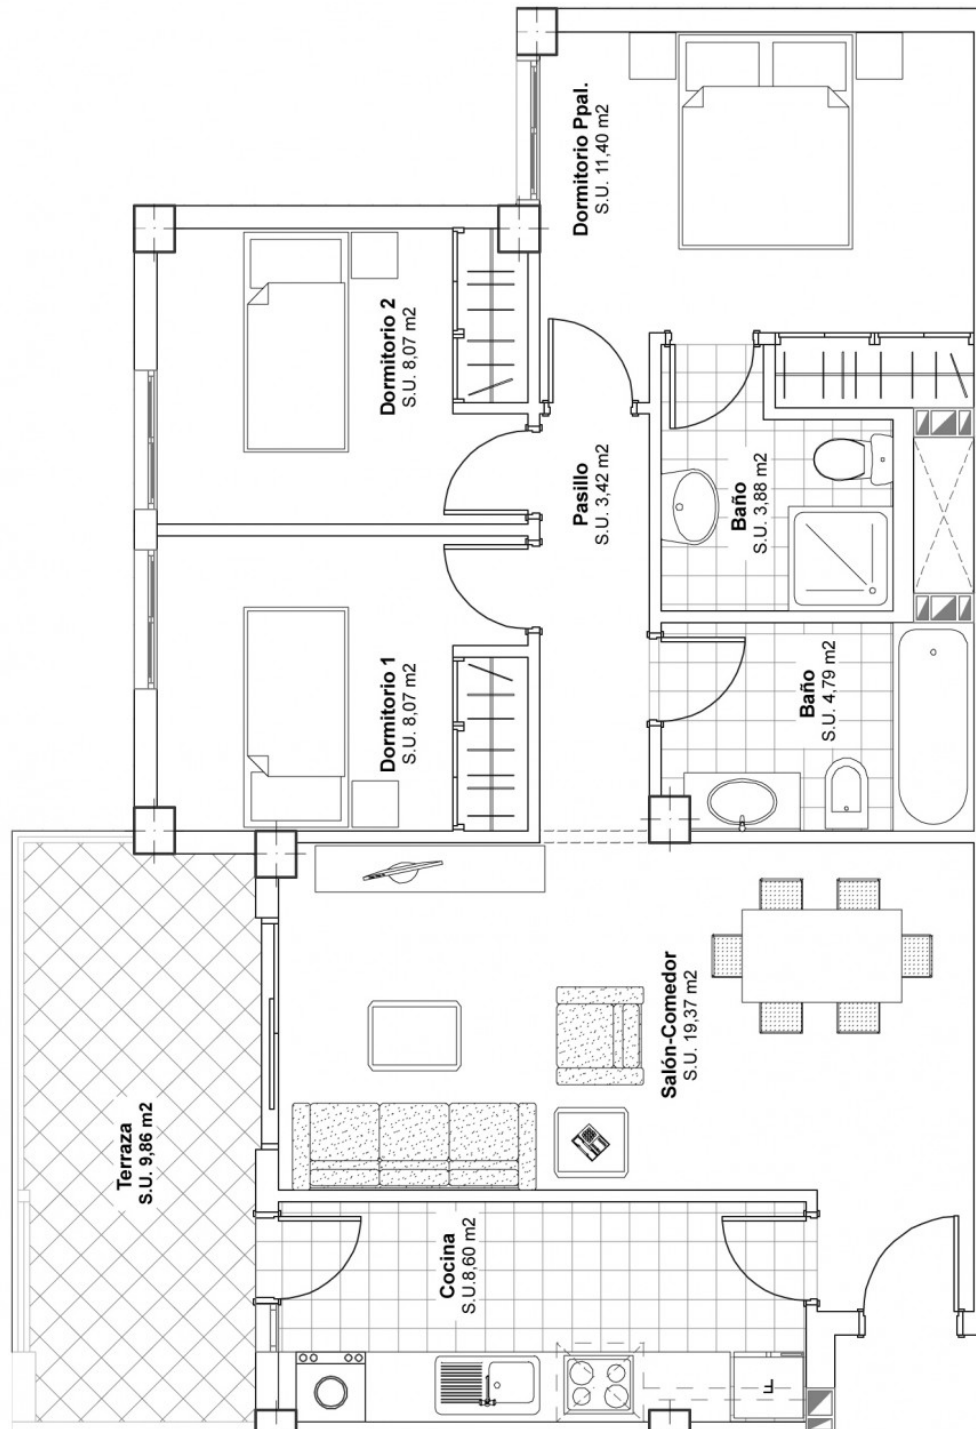 Dormitorio Ppal.
S.U. 11,40 m2
Dormitorio 2
S.U. 8,07 m2
Pasillo
S.U. 3,42 m2
Baño
S.U. 3,88 m2
Dormitorio 1
S.U. 8,07 m2
Baño
S.U. 4,79 m2
Salón-Comedor
S.U. 19,37 m2
Terraza
S.U. 9,86 m2
Cocina
S.U.8,60 m2
F